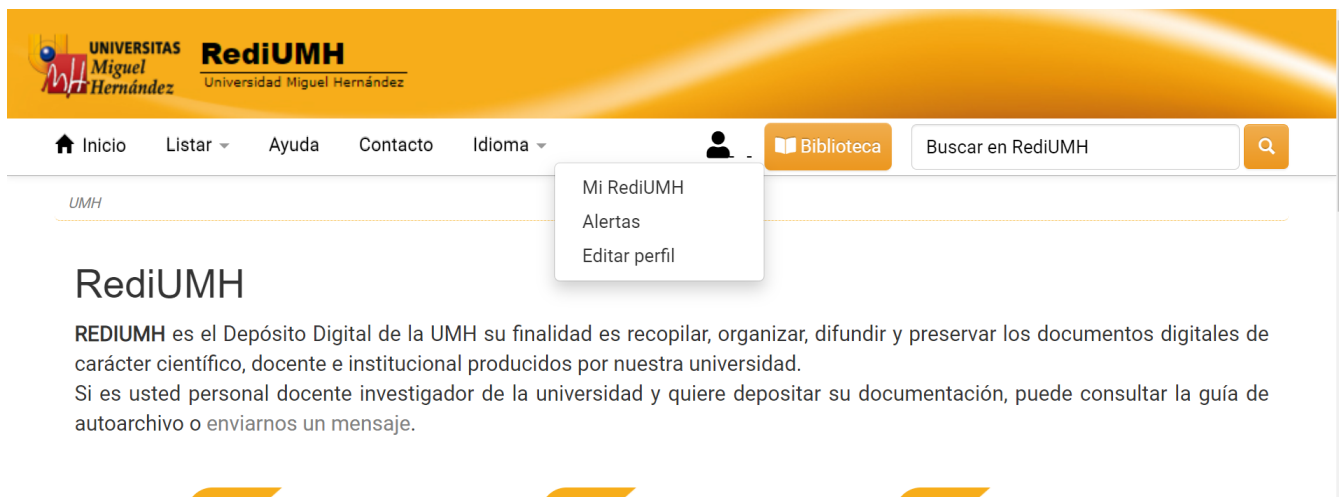 UNIVERSITAS
Miguel
Hernández
RediUMH
Universidad Miguel Hernández
Inicio Listar Ayuda Contacto Idioma Biblioteca Buscar en RediUMH
Mi RediUMH
Alertas
Editar perfil
UMH
RediUMH
REDIUMH es el Depósito Digital de la UMH su finalidad es recopilar, organizar, difundir y preservar los documentos digitales de
carácter científico, docente e institucional producidos por nuestra universidad.
Si es usted personal docente investigador de la universidad y quiere depositar su documentación, puede consultar la guía de
autoarchivo o enviarnos un mensaje.